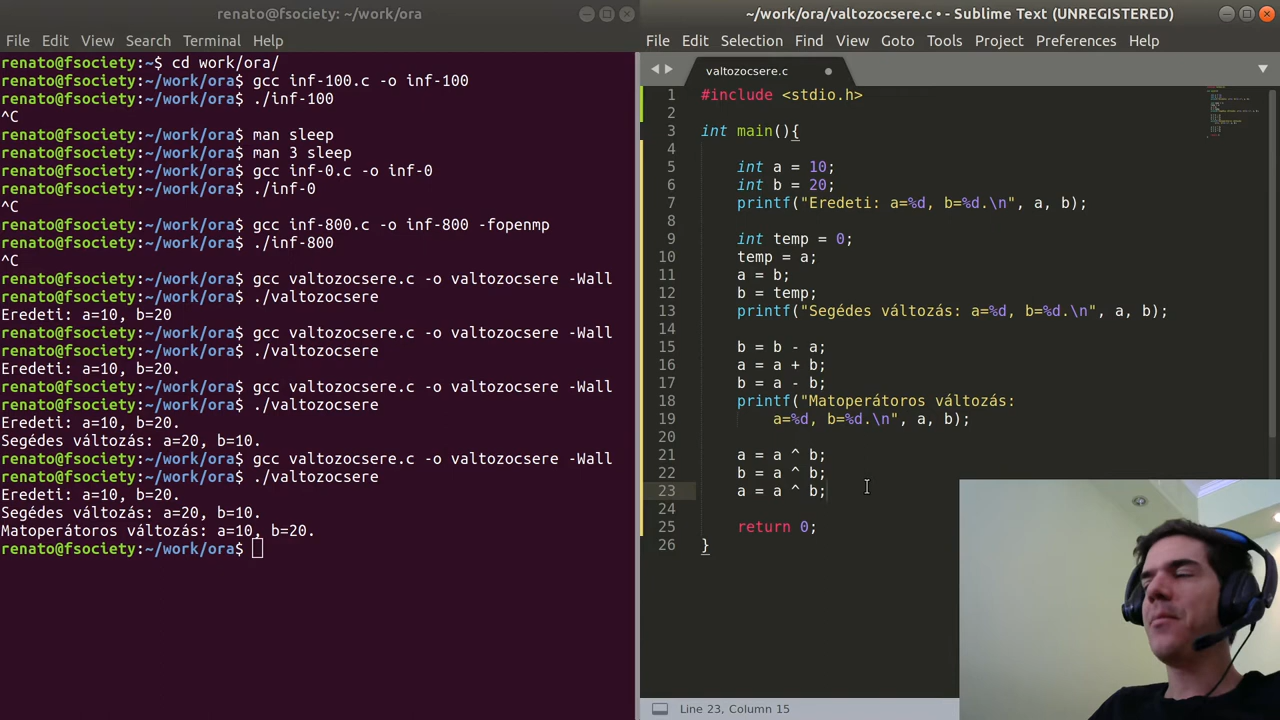 renato@fsociety: ~/work/ora
File Edit View Search Terminal Help
renato@fsociety:~$ cd work/ora/
renato@fsociety:~/work/ora$ gcc inf-100.c -o inf-100
renato@fsociety:~/work/ora$ ./inf-100
^C
renato@fsociety:~/work/ora$ man sleep
renato@fsociety:~/work/ora$ man 3 sleep
renato@fsociety:~/work/ora$ gcc inf-0.c -o inf-0
renato@fsociety:~/work/ora$ ./inf-0
^C
renato@fsociety:~/work/ora$ gcc inf-800.c -o inf-800 -fopenmp
renato@fsociety:~/work/ora$ ./inf-800
^C
renato@fsociety:~/work/ora$ gcc valtozocsere.c -o valtozocsere -Wall
renato@fsociety:~/work/ora$ ./valtozocsere
Eredeti: a=10, b=20
renato@fsociety:~/work/ora$ gcc valtozocsere.c -o valtozocsere -Wall
renato@fsociety:~/work/ora$ ./valtozocsere
Eredeti: a=10, b=20.
renato@fsociety:~/work/ora$ gcc valtozocsere.c -o valtozocsere -Wall
renato@fsociety:~/work/ora$ ./valtozocsere
Eredeti: a=10, b=20.
Segédes változás: a=20, b=10.
renato@fsociety:~/work/ora$ gcc valtozocsere.c -o valtozocsere -Wall
renato@fsociety:~/work/ora$ ./valtozocsere
Eredeti: a=10, b=20.
Segédes változás: a=20, b=10.
Matoperátoros változás: a=10, b=20.
renato@fsociety:~/work/ora$
~/work/ora/valtozocsere.c • - Sublime Text (UNREGISTERED)
File Edit Selection Find View Goto Tools Project Preferences Help
valtozocsere.c
1 #include <stdio.h>
2
3 int main(){
4
5 int a = 10;
6 int b = 20;
7 printf("Eredeti: a=%d, b=%d.\n", a, b);
8
9 int temp = 0;
10 temp = a;
11 a = b;
12 b = temp;
13 printf("Segédes változás: a=%d, b=%d.\n", a, b);
14
15 b = b - a;
16 a = a + b;
17 b = a - b;
18 printf("Matoperátoros változás:
19 a=%d, b=%d.\n", a, b);
20
21 a = a ^ b;
22 b = a ^ b;
23 a = a ^ b;
24
25 return 0;
26 }
Line 23, Column 15